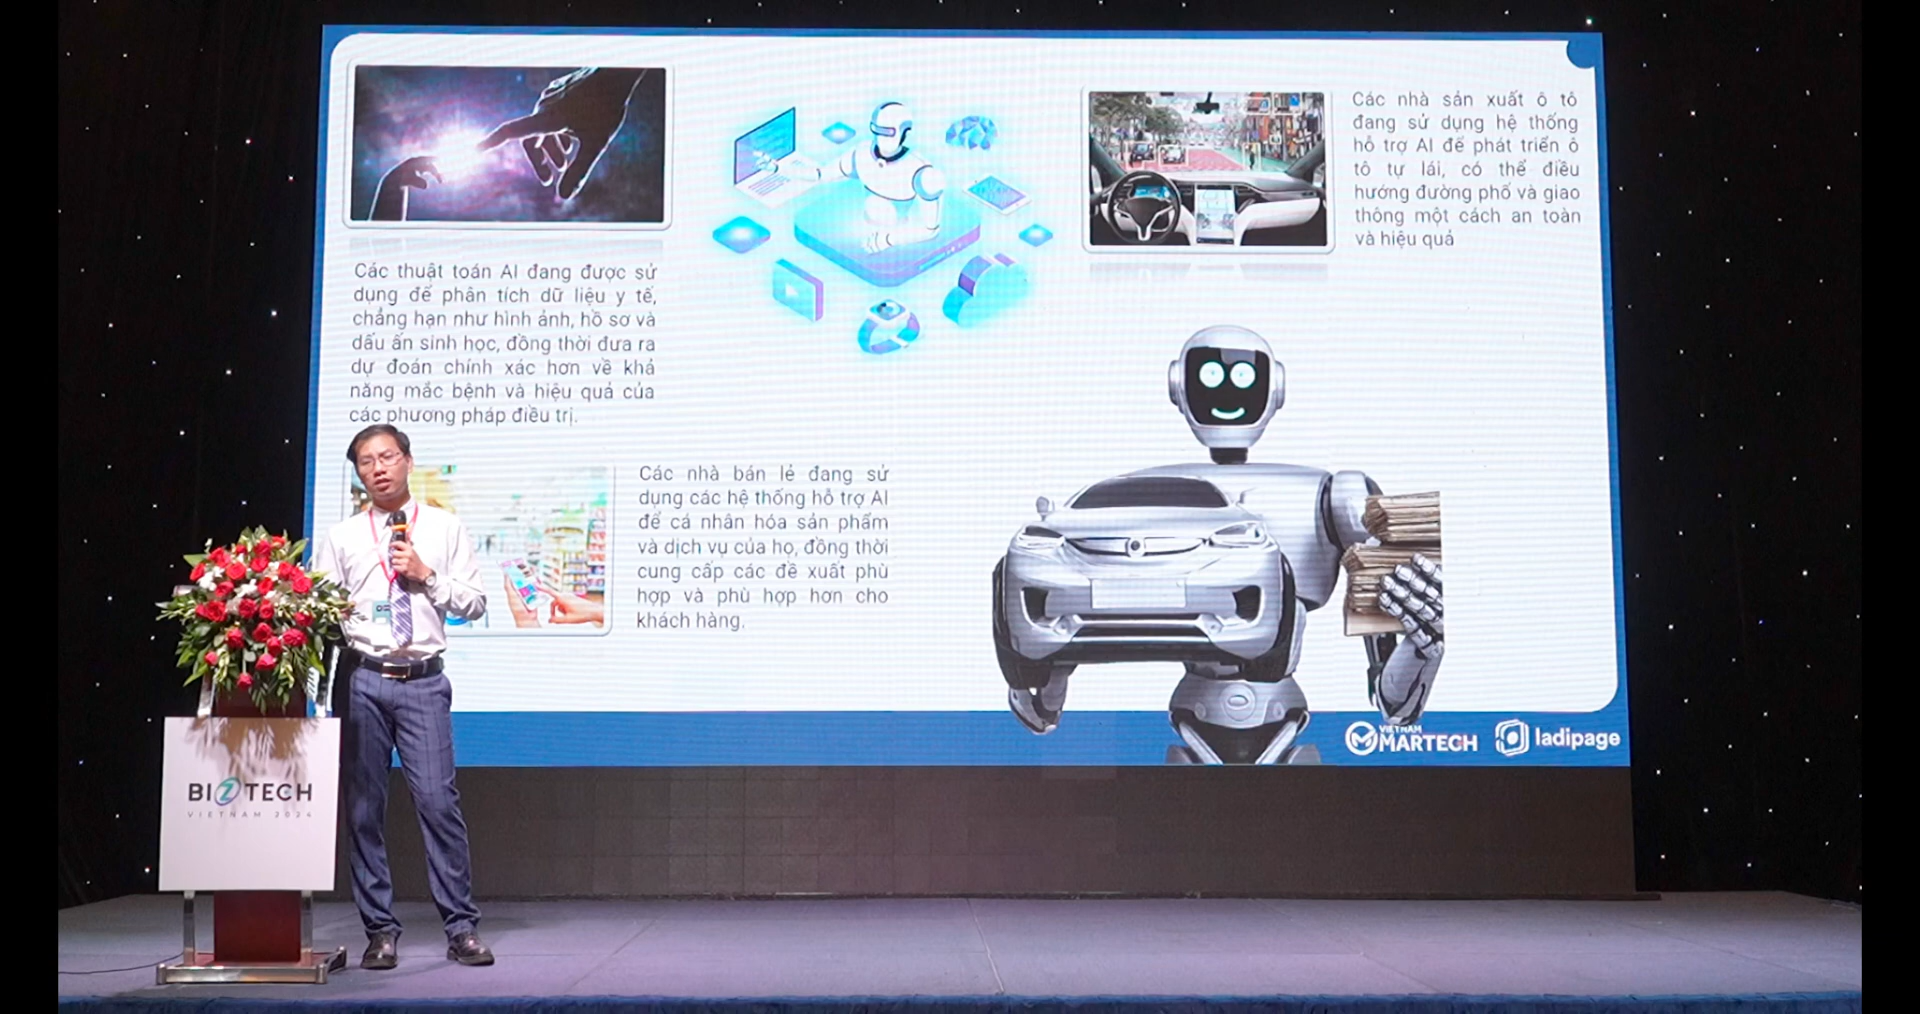 Các thuật toán AI đang được sử
dụng để phân tích dữ liệu y tế,
chẳng hạn như hình ảnh, hồ sơ và
dấu ấn sinh học, đồng thời đưa ra
dự đoán chính xác hơn về khả
năng mắc bệnh và hiệu quả của
các phương pháp điều trị.
Các nhà sản xuất ô tô
đang sử dụng hệ thống
hỗ trợ AI để phát triển ô
tô tự lái, có thể điều
hướng đường phố và giao
thông một cách an toàn
và hiệu quả
Các nhà bán lẻ đang sử
dụng các hệ thống hỗ trợ AI
để cá nhân hóa sản phẩm
và dịch vụ của họ, đồng thời
cung cấp các đề xuất phù
hợp và phù hợp hơn cho
khách hàng.
VIETNAM
MARTECH
ladipage
BIZTECH
VIETNAM 2024